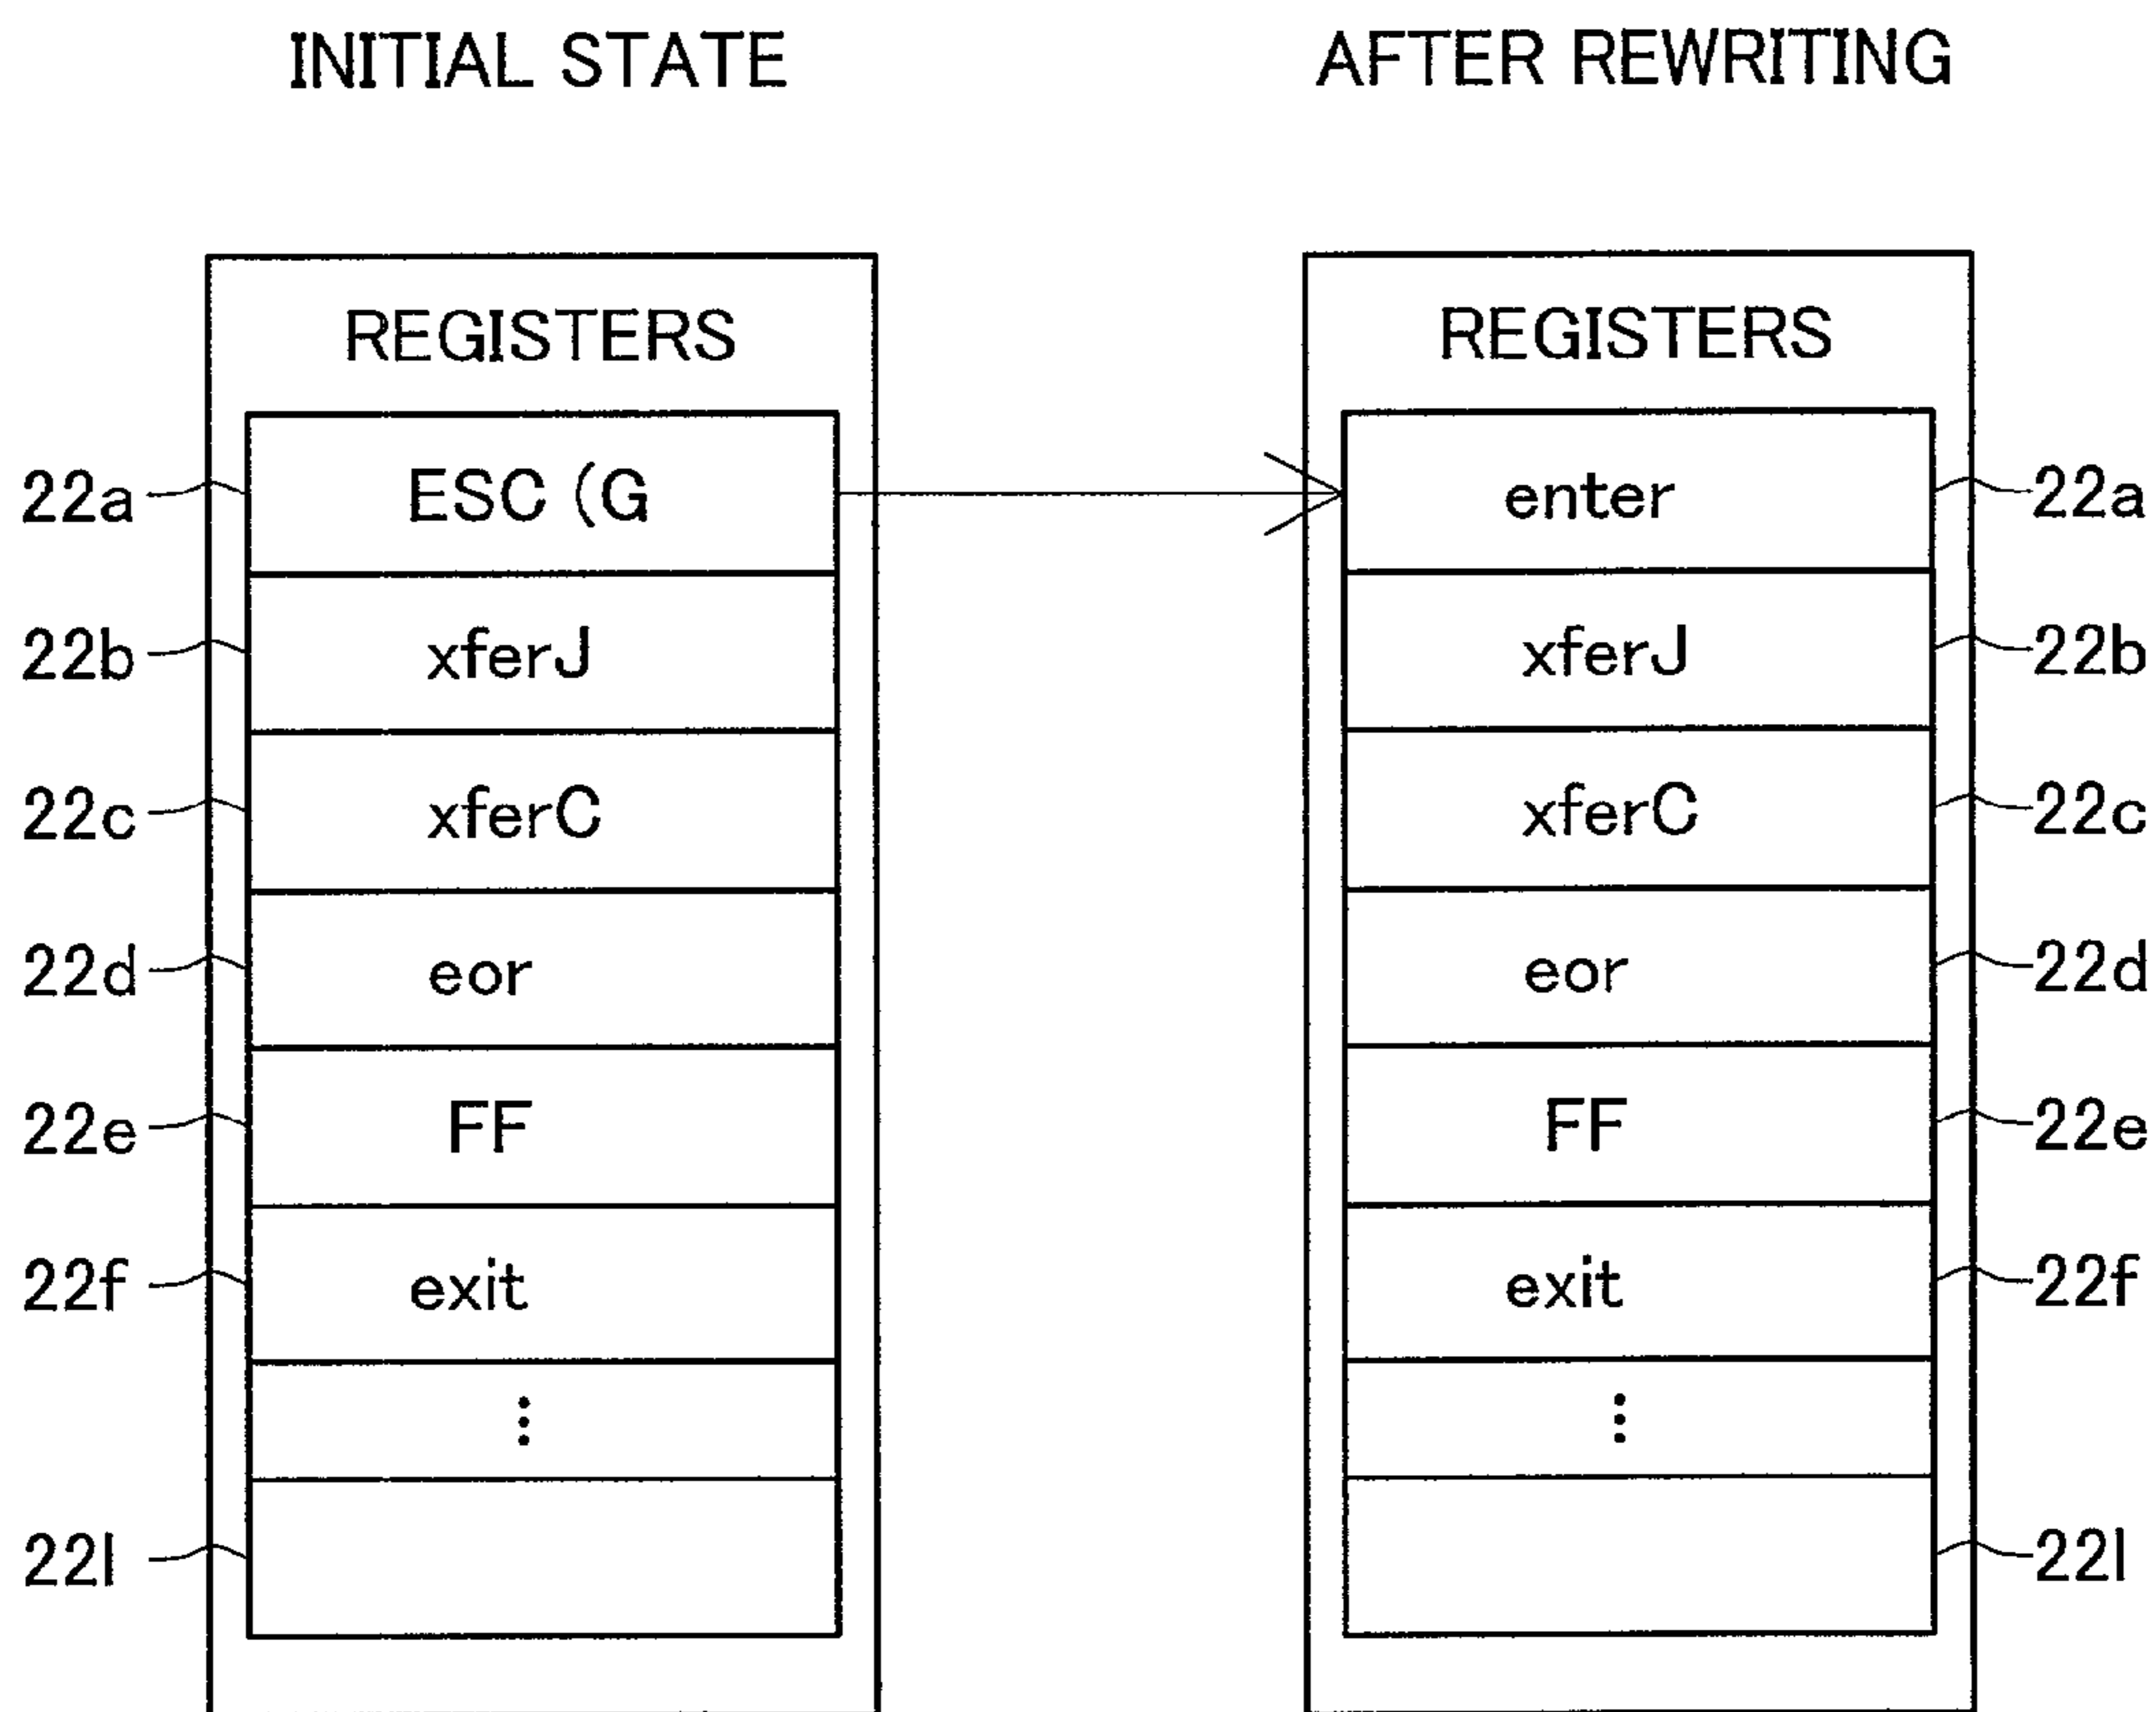 INITIAL STATE
AFTER REWRITING
REGISTERS
22a ESC (G
22b xferJ
22c xferC
22d eor
22e FF
22f exit
⋮
22l
REGISTERS
enter 22a
xferJ 22b
xferC 22c
eor 22d
FF 22e
exit 22f
⋮
22l